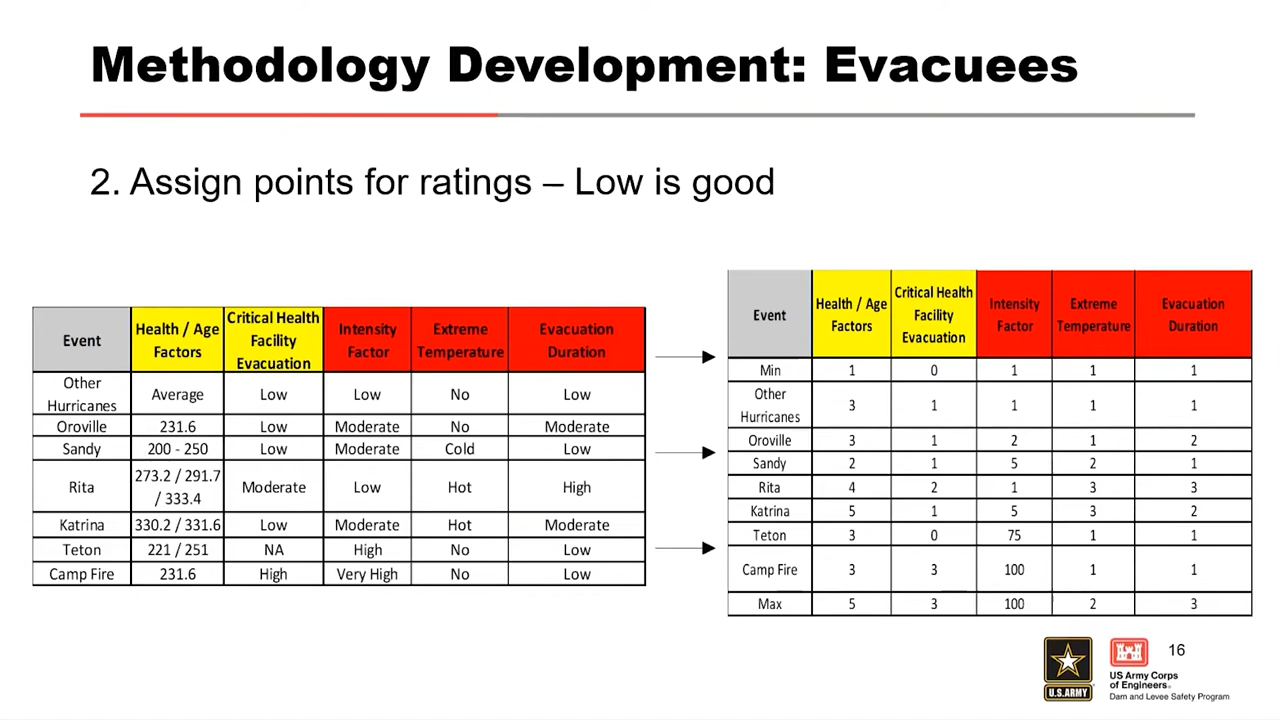 Methodology Development: Evacuees
2. Assign points for ratings – Low is good
Event Health / Age Factors Critical Health Facility Evacuation Intensity Factor Extreme Temperature Evacuation Duration
Other Hurricanes Average Low Low No Low
Oroville 231.6 Low Moderate No Moderate
Sandy 200 - 250 Low Moderate Cold Low
Rita 273.2 / 291.7 / 333.4 Moderate Low Hot High
Katrina 330.2 / 331.6 Low Moderate Hot Moderate
Teton 221 / 251 NA High No Low
Camp Fire 231.6 High Very High No Low
Event Health / Age Factors Critical Health Facility Evacuation Intensity Factor Extreme Temperature Evacuation Duration
Min 1 0 1 1 1
Other Hurricanes 3 1 1 1 1
Oroville 3 1 2 1 2
Sandy 2 1 5 2 1
Rita 4 2 1 3 3
Katrina 5 1 5 3 2
Teton 3 0 75 1 1
Camp Fire 3 3 100 1 1
Max 5 3 100 2 3
U.S. ARMY
16
US Army Corps
of Engineers®
Dam and Levee Safety Program